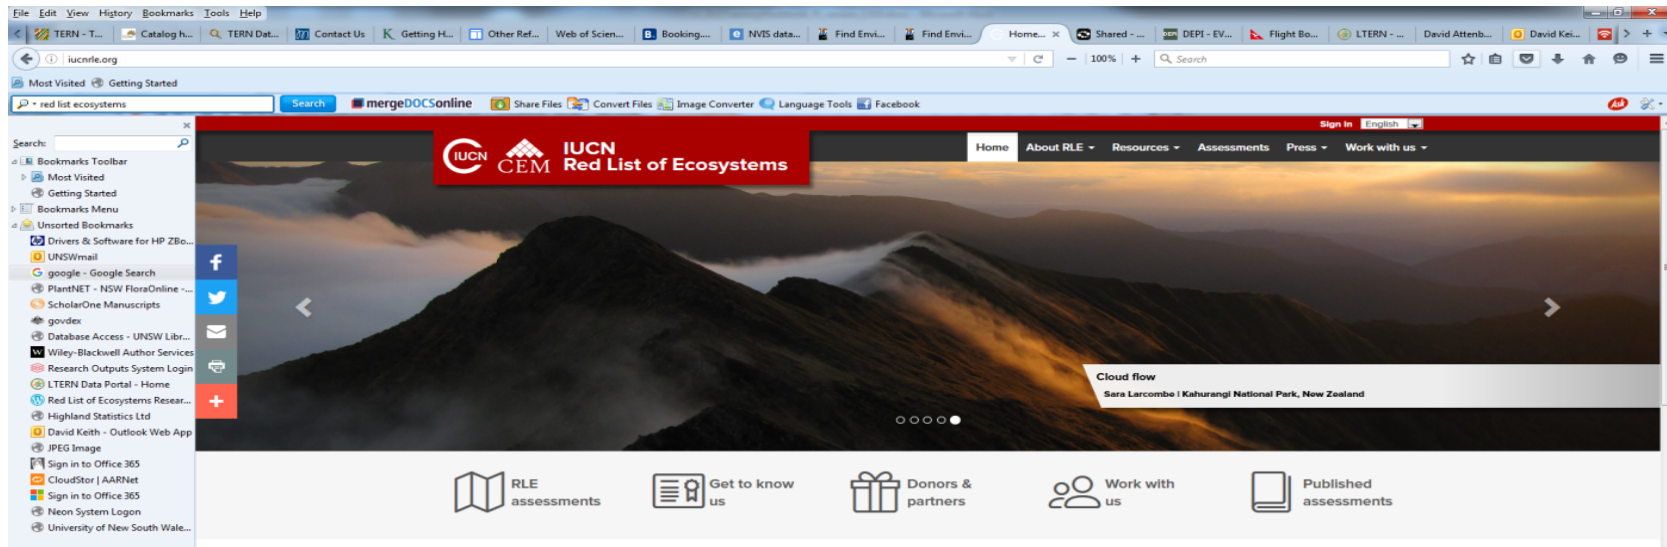 File Edit View History Bookmarks Tools Help
TERN - T... Catalog h... TERN Dat... Contact Us Getting H... Other Ref... Web of Scien... Booking.... NVIS data... Find Envi... Find Envi... Home... Shared - ... DEPI - EV... Flight Bo... LTERN - ... David Attenb... David Kei...
iucnrle.org 100% Search
Most Visited Getting Started
red list ecosystems Search mergeDOCSonline Share Files Convert Files Image Converter Language Tools Facebook Ask
Search:
Bookmarks Toolbar
Most Visited
Getting Started
Bookmarks Menu
Unsorted Bookmarks
Drivers & Software for HP ZBo...
UNSWmail
google - Google Search
PlantNET - NSW FloraOnline -...
ScholarOne Manuscripts
govdex
Database Access - UNSW Libr...
Wiley-Blackwell Author Services
Research Outputs System Login
LTERN Data Portal - Home
Red List of Ecosystems Resear...
Highland Statistics Ltd
David Keith - Outlook Web App
JPEG Image
Sign in to Office 365
CloudStor | AARNet
Sign in to Office 365
Neon System Logon
University of New South Wale...
Sign In English
IUCN CEM IUCN
Red List of Ecosystems
Home About RLE Resources Assessments Press Work with us
Cloud flow
Sara Larcombe | Kahurangi National Park, New Zealand
RLE
assessments
Get to know
us
Donors &
partners
Work with
us
Published
assessments